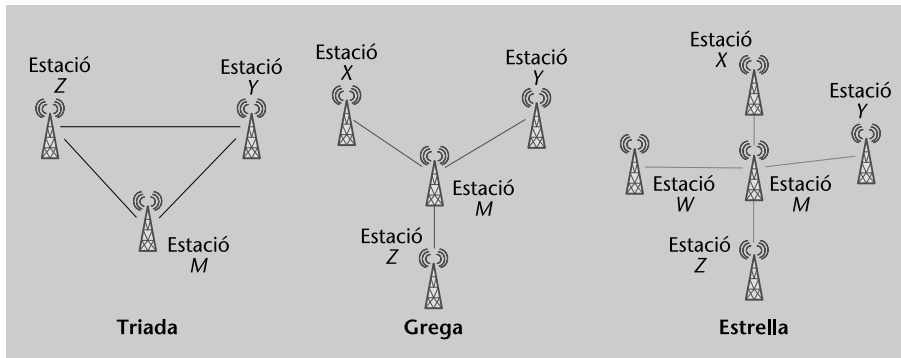 Estació
Z
Estació
Y
Estació
M
Triada
Estació
X
Estació
Y
Estació
M
Estació
Z
Grega
Estació
X
Estació
Y
Estació
W
Estació
M
Estació
Z
Estrella